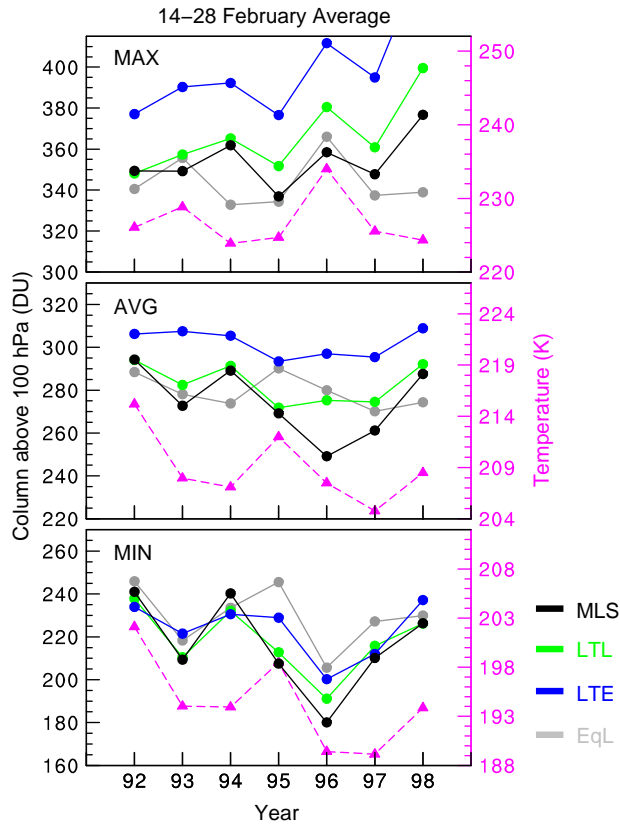 14–28 February Average
MAX
400
380
360
340
320
300
250
240
230
220
AVG
320
300
280
260
240
220
224
219
214
209
204
MIN
260
240
220
200
180
160
208
203
198
193
188
92 93 94 95 96 97 98
Year
Column above 100 hPa (DU)
Temperature (K)
MLS
LTL
LTE
EqL